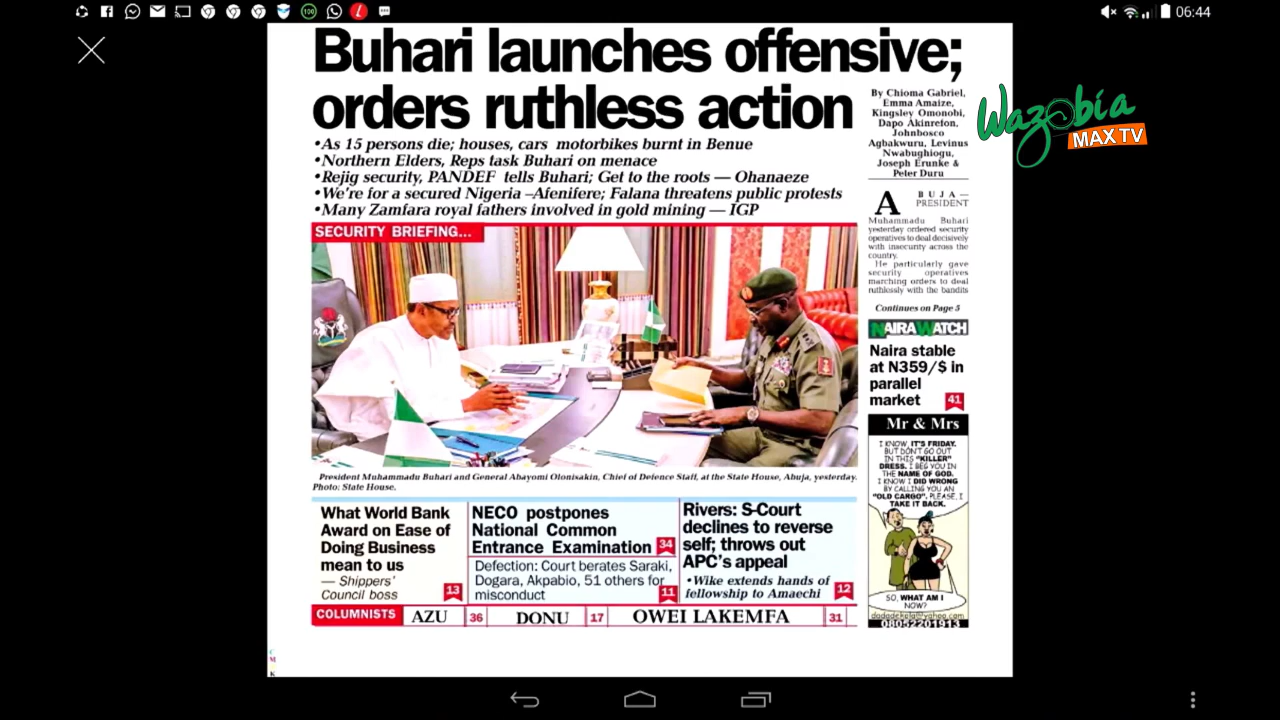 100
06:44
Wazobia
MAX TV
Buhari launches offensive;
orders ruthless action
•As 15 persons die; houses, cars motorbikes burnt in Benue
•Northern Elders, Reps task Buhari on menace
•Rejig security, PANDEF tells Buhari; Get to the roots — Ohanaeze
•We're for a secured Nigeria –Afenifere; Falana threatens public protests
•Many Zamfara royal fathers involved in gold mining — IGP
By Chioma Gabriel,
Emma Amaize,
Kingsley Omonobi,
Dapo Akinrefon,
Johnbosco
Agbakwuru, Levinus
Nwabughiogu,
Joseph Erunke &
Peter Duru
ABUJA—
PRESIDENT
Muhammadu Buhari
yesterday ordered security
operatives to deal decisively
with insecurity across the
country.
He particularly gave
security operatives
marching orders to deal
ruthlessly with the bandits
Continues on Page 5
SECURITY BRIEFING...
President Muhammadu Buhari and General Abayomi Olonisakin, Chief of Defence Staff, at the State House, Abuja, yesterday.
Photo: State House.
NAIRA WATCH
Naira stable
at N359/$ in
parallel
market 41
Mr & Mrs
I KNOW, IT'S FRIDAY.
BUT DON'T GO OUT
IN THIS "KILLER"
DRESS. I BEG YOU IN
THE NAME OF GOD.
I KNOW I DID WRONG
BY CALLING YOU AN
"OLD CARGO". PLEASE, I
TAKE IT BACK.
SO, WHAT AM I
NOW?
dadadekola@yahoo.com
08052201913
What World Bank
Award on Ease of
Doing Business
mean to us
— Shippers'
Council boss 13
NECO postpones
National Common
Entrance Examination 34
Defection: Court berates Saraki,
Dogara, Akpabio, 51 others for
misconduct 11
Rivers: S-Court
declines to reverse
self; throws out
APC's appeal
•Wike extends hands of
fellowship to Amaechi 12
COLUMNISTS AZU 36 DONU 17 OWEI LAKEMFA 31
C
M
K